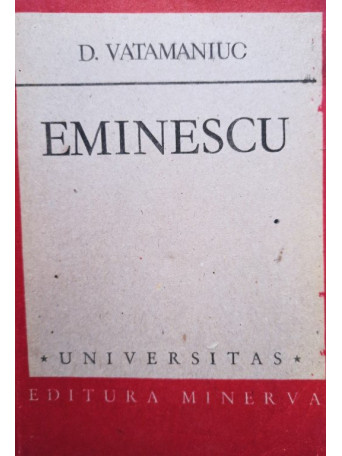 D. VATAMANIUC
EMINESCU
* UNIVERSITAS *
EDITURA MINERVA